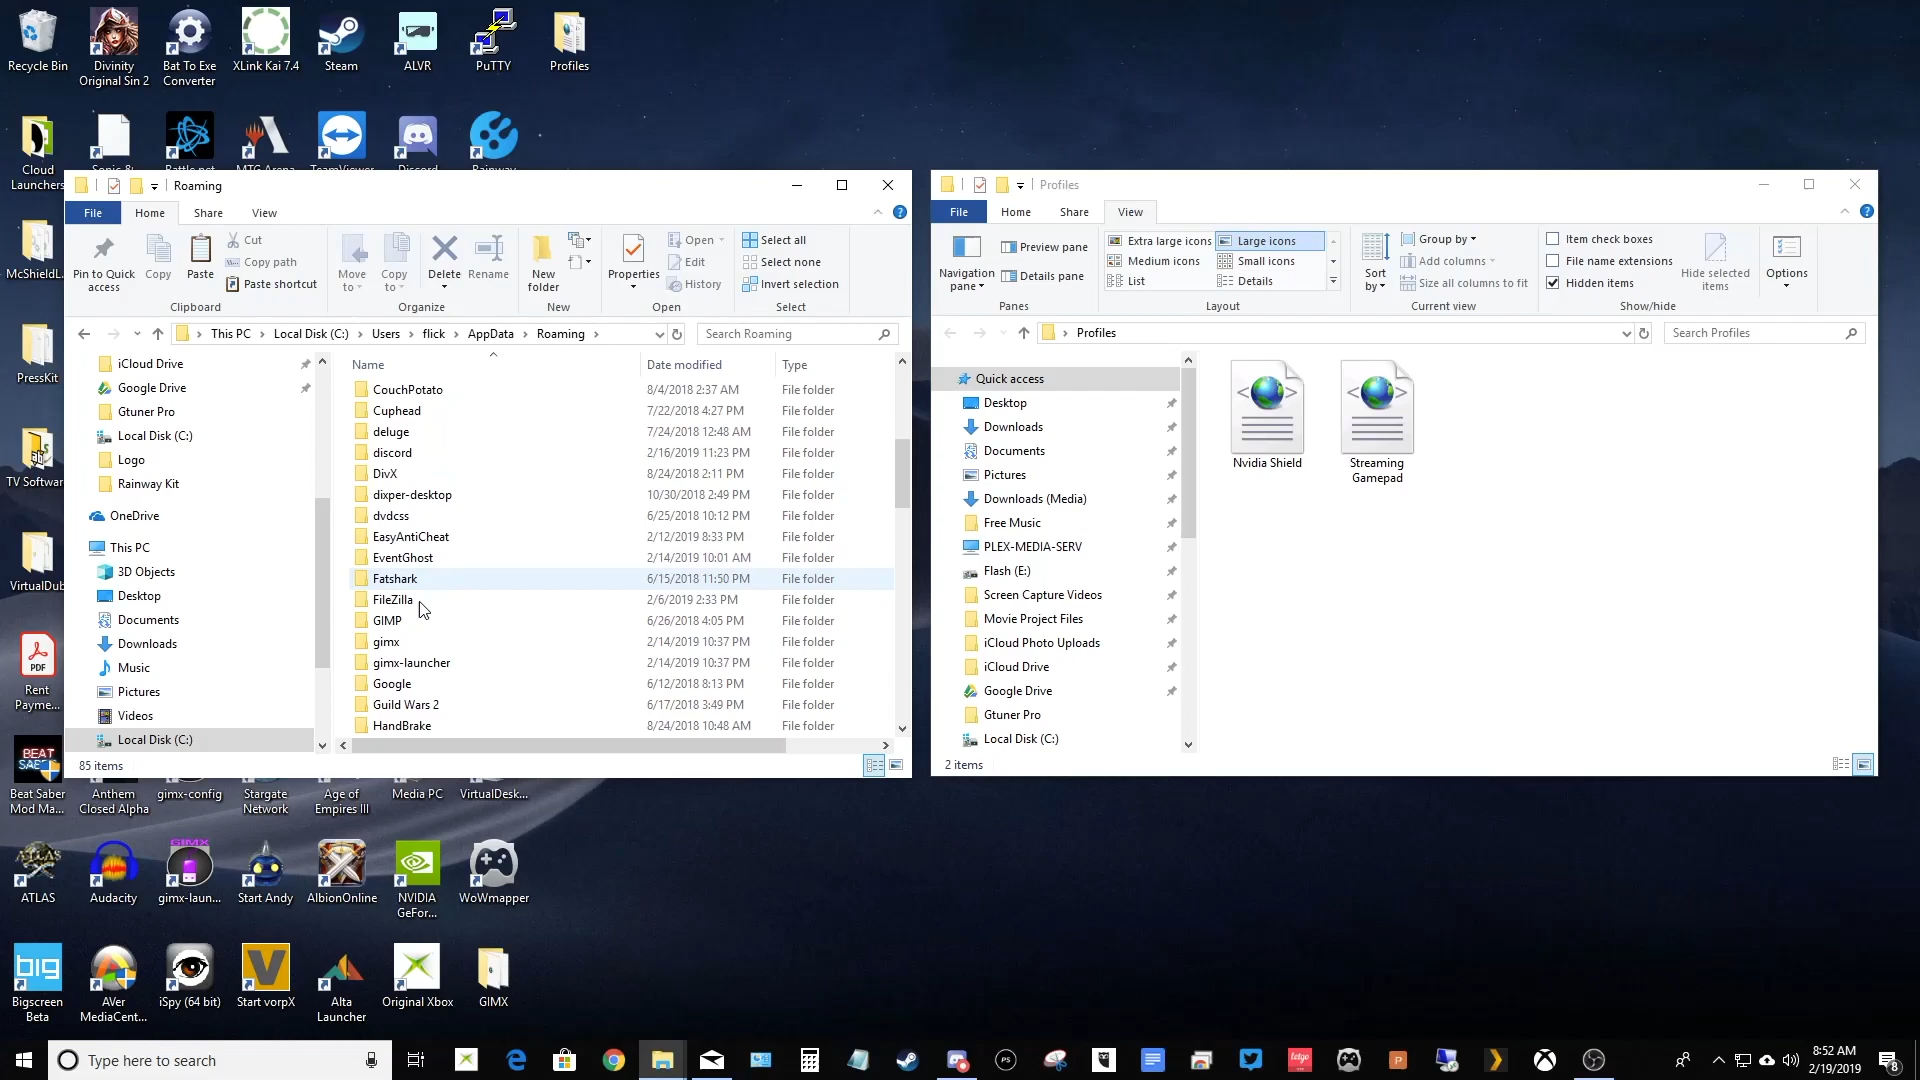 Recycle Bin
Divinity
Original Sin 2
Bat To Exe
Converter
XLink Kai 7.4
Steam
ALVR
PuTTY
Profiles
Cloud
Launchers
TeamViewer
Discord
Rainway
McShieldL...
PressKit
TV Software
VirtualDub
Rent
Payme...
Roaming
File
Home
Share
View
Pin to Quick
access
Copy
Paste
Cut
Copy path
Paste shortcut
Clipboard
Move
to
Copy
to
Delete
Rename
Organize
New
folder
New
Properties
Open
Edit
History
Open
Select all
Select none
Invert selection
Select
This PC
Local Disk (C:)
Users
flick
AppData
Roaming
Search Roaming
iCloud Drive
Google Drive
Gtuner Pro
Local Disk (C:)
Logo
Rainway Kit
OneDrive
This PC
3D Objects
Desktop
Documents
Downloads
Music
Pictures
Videos
Local Disk (C:)
Name Date modified Type
CouchPotato 8/4/2018 2:37 AM File folder
Cuphead 7/22/2018 4:27 PM File folder
deluge 7/24/2018 12:48 AM File folder
discord 2/16/2019 11:23 PM File folder
DivX 8/24/2018 2:11 PM File folder
dixper-desktop 10/30/2018 2:49 PM File folder
dvdcss 6/25/2018 10:12 PM File folder
EasyAntiCheat 2/12/2019 8:33 PM File folder
EventGhost 2/14/2019 10:01 AM File folder
Fatshark 6/15/2018 11:50 PM File folder
FileZilla 2/6/2019 2:33 PM File folder
GIMP 6/26/2018 4:05 PM File folder
gimx 2/14/2019 10:37 PM File folder
gimx-launcher 2/14/2019 10:37 PM File folder
Google 6/12/2018 8:13 PM File folder
Guild Wars 2 6/17/2018 3:49 PM File folder
HandBrake 8/24/2018 10:48 AM File folder
85 items
Profiles
File
Home
Share
View
Navigation
pane
Preview pane
Details pane
Panes
Extra large icons
Large icons
Medium icons
Small icons
List
Details
Layout
Sort
by
Group by
Add columns
Size all columns to fit
Current view
Item check boxes
File name extensions
Hidden items
Hide selected
items
Show/hide
Options
Profiles
Search Profiles
Quick access
Desktop
Downloads
Documents
Pictures
Downloads (Media)
Free Music
PLEX-MEDIA-SERV
Flash (E:)
Screen Capture Videos
Movie Project Files
iCloud Photo Uploads
iCloud Drive
Google Drive
Gtuner Pro
Local Disk (C:)
Nvidia Shield
Streaming
Gamepad
2 items
BEAT
SABER
Beat Saber
Mod Ma...
Anthem
Closed Alpha
gimx-config
Stargate
Network
Age of
Empires III
Media PC
VirtualDesk...
ATLAS
Audacity
GIMX
gimx-laun...
Start Andy
AlbionOnline
NVIDIA
GeFor...
WoWmapper
big
Bigscreen
Beta
AVer
MediaCent...
iSpy (64 bit)
Start vorpX
Alta
Launcher
Original Xbox
GIMX
Type here to search
letgo
8:52 AM
2/19/2019
8